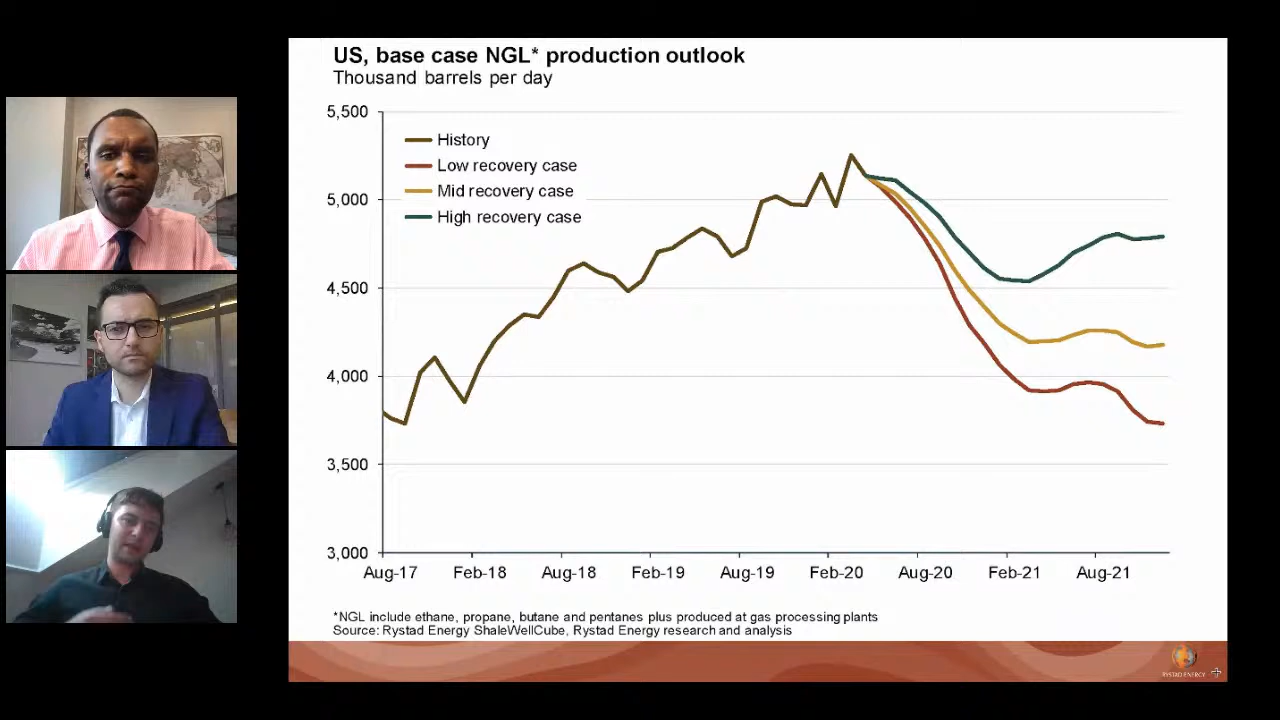 US, base case NGL* production outlook
Thousand barrels per day
5,500
5,000
4,500
4,000
3,500
3,000
History
Low recovery case
Mid recovery case
High recovery case
Aug-17 Feb-18 Aug-18 Feb-19 Aug-19 Feb-20 Aug-20 Feb-21 Aug-21
*NGL include ethane, propane, butane and pentanes plus produced at gas processing plants
Source: Rystad Energy ShaleWellCube, Rystad Energy research and analysis
RYSTAD ENERGY